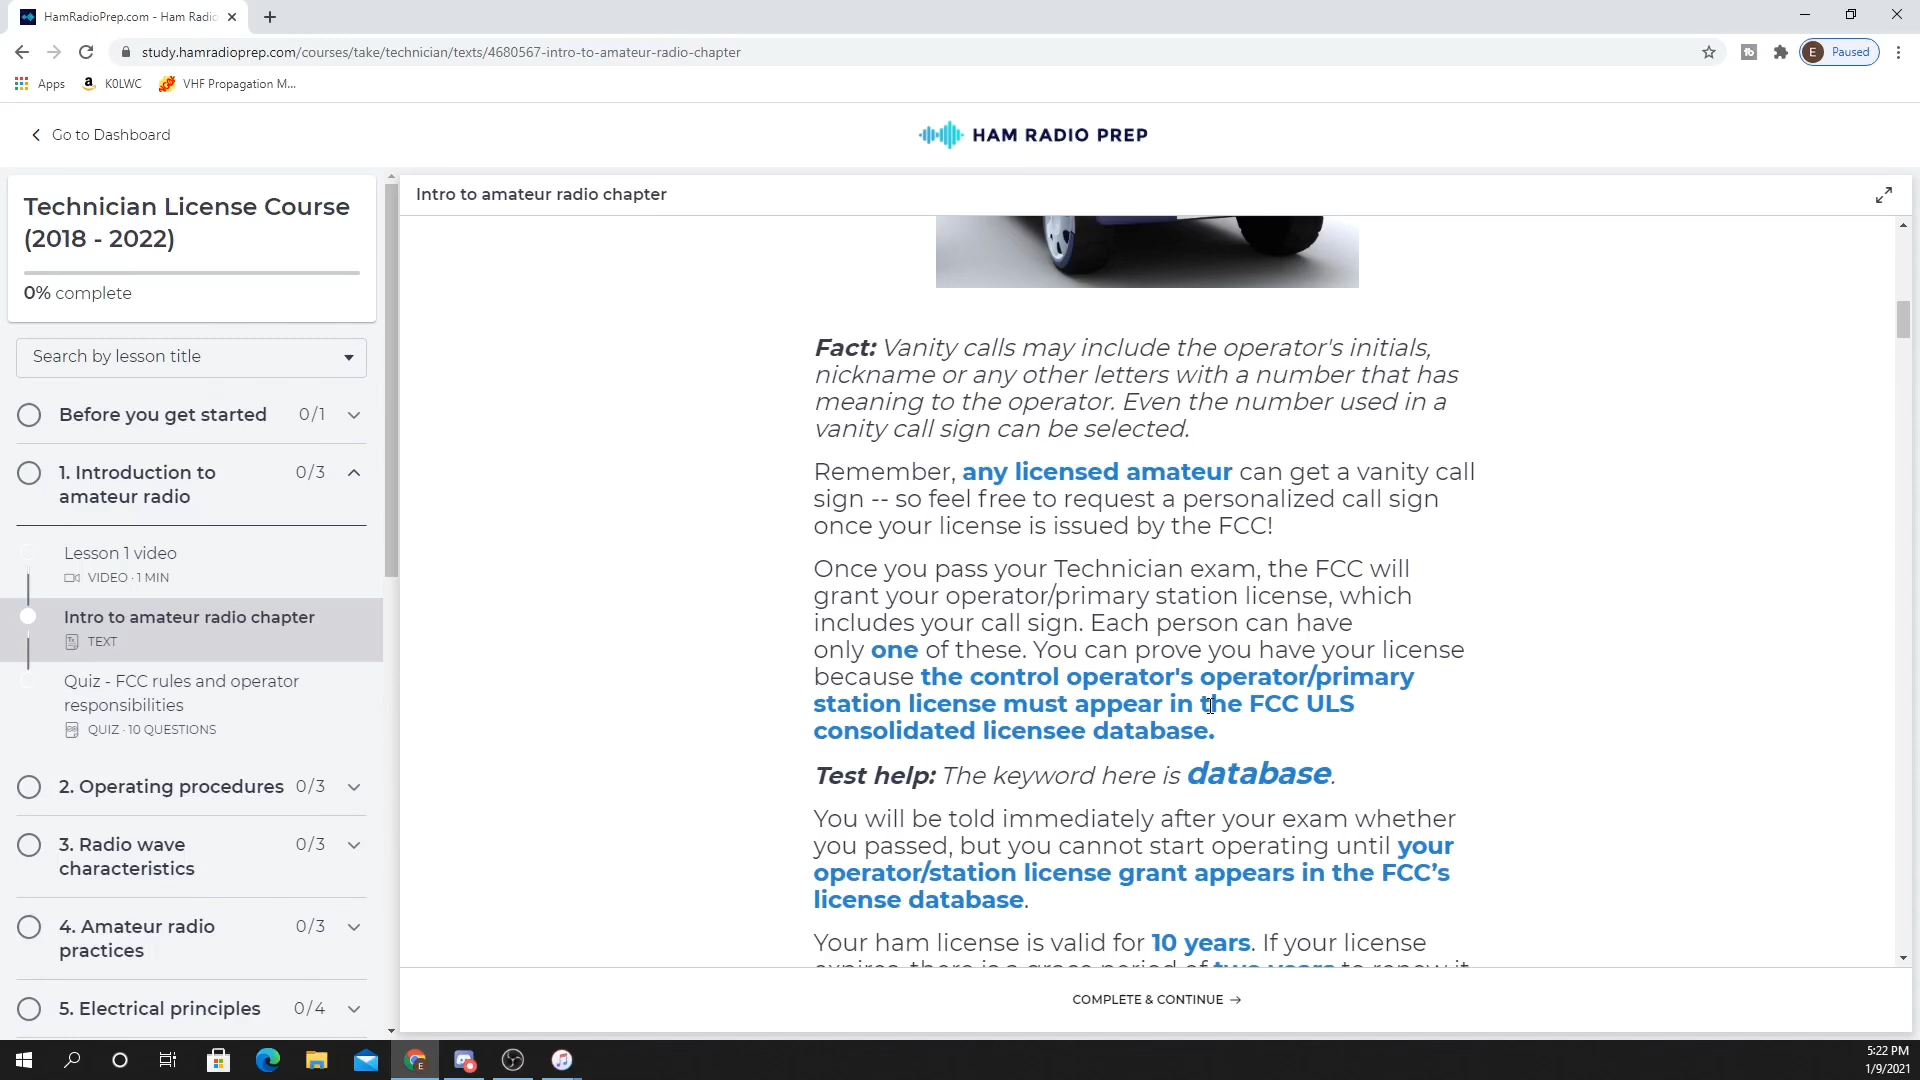 HamRadioPrep.com - Ham Radio
study.hamradioprep.com/courses/take/technician/texts/4680567-intro-to-amateur-radio-chapter
E Paused
Apps
K0LWC
VHF Propagation M...
Go to Dashboard
HAM RADIO PREP
Technician License Course
(2018 - 2022)
0% complete
Search by lesson title
Before you get started 0/1
1. Introduction to 0/3
amateur radio
Lesson 1 video
VIDEO · 1 MIN
Intro to amateur radio chapter
TEXT
Quiz - FCC rules and operator
responsibilities
QUIZ · 10 QUESTIONS
2. Operating procedures 0/3
3. Radio wave 0/3
characteristics
4. Amateur radio 0/3
practices
5. Electrical principles 0/4
Intro to amateur radio chapter
Fact: Vanity calls may include the operator's initials,
nickname or any other letters with a number that has
meaning to the operator. Even the number used in a
vanity call sign can be selected.
Remember, any licensed amateur can get a vanity call
sign -- so feel free to request a personalized call sign
once your license is issued by the FCC!
Once you pass your Technician exam, the FCC will
grant your operator/primary station license, which
includes your call sign. Each person can have
only one of these. You can prove you have your license
because the control operator's operator/primary
station license must appear in the FCC ULS
consolidated licensee database.
Test help: The keyword here is database.
You will be told immediately after your exam whether
you passed, but you cannot start operating until your
operator/station license grant appears in the FCC’s
license database.
Your ham license is valid for 10 years. If your license
expires, there is a grace period of two years to renew it
COMPLETE & CONTINUE →
5:22 PM
1/9/2021